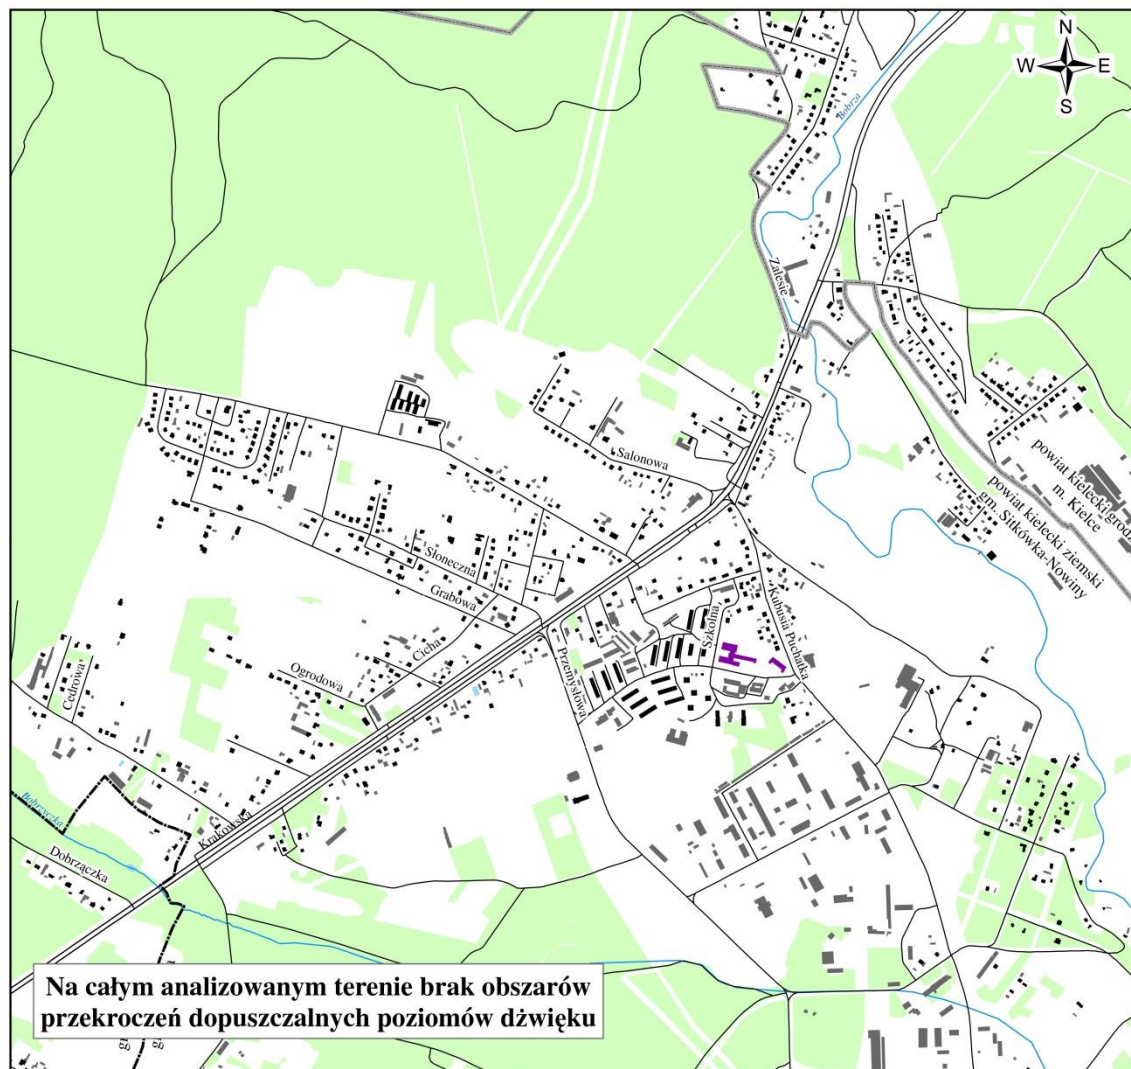 N
W E
S
Bobrza
Zalesie
Salonowa
powiat kielecki grodz
m. Kielce
powiat kielecki ziemski
gm. Sitkówka-Nowiny
Słoneczna
Grabowa
Cicha
Ogrodowa
Cedrowa
Szkolna
Kubusia Puchatka
Przemysłowa
Krakowska
Bobrzyczka
Dobrzączka
Na całym analizowanym terenie brak obszarów
przekroczeń dopuszczalnych poziomów dźwięku